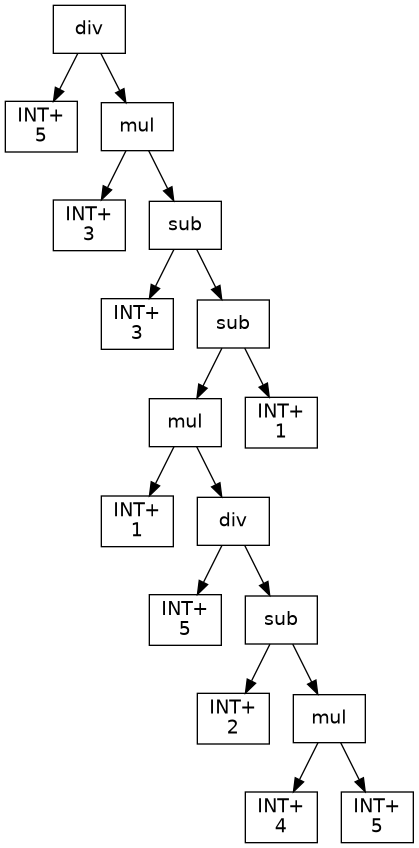 div
INT+
5
mul
INT+
3
sub
INT+
3
sub
mul
INT+
1
INT+
1
div
INT+
5
sub
INT+
2
mul
INT+
4
INT+
5